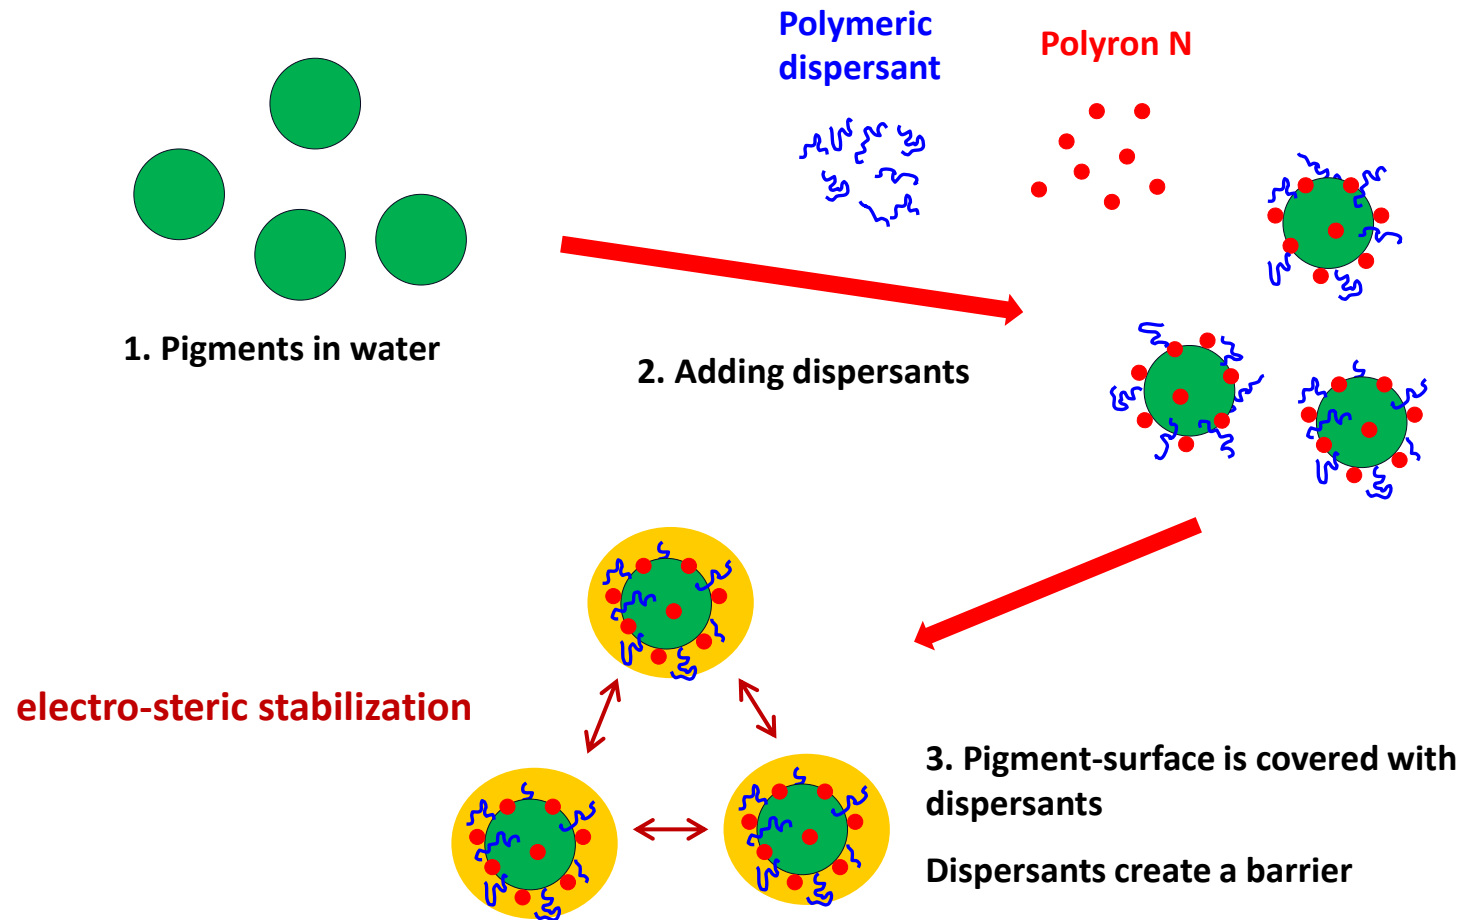 Polymeric
dispersant
Polyron N
1. Pigments in water
2. Adding dispersants
electro-steric stabilization
3. Pigment-surface is covered with
dispersants
Dispersants create a barrier